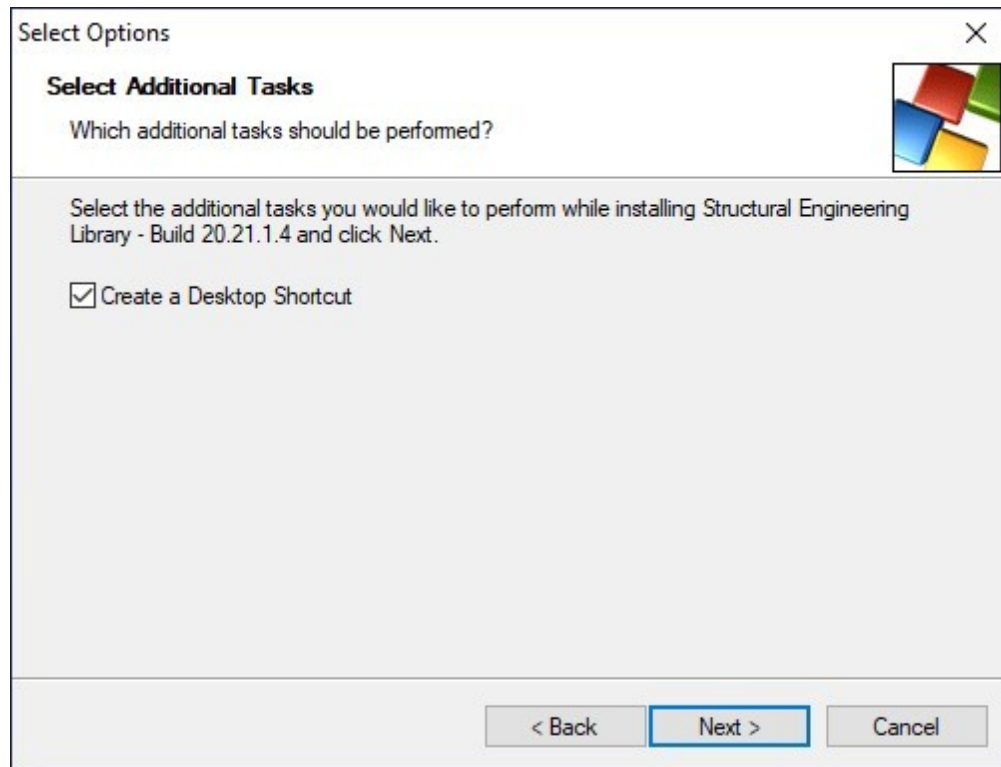 Select Options
Select Additional Tasks
Which additional tasks should be performed?
Select the additional tasks you would like to perform while installing Structural Engineering
Library - Build 20.21.1.4 and click Next.
Create a Desktop Shortcut
< Back Next > Cancel